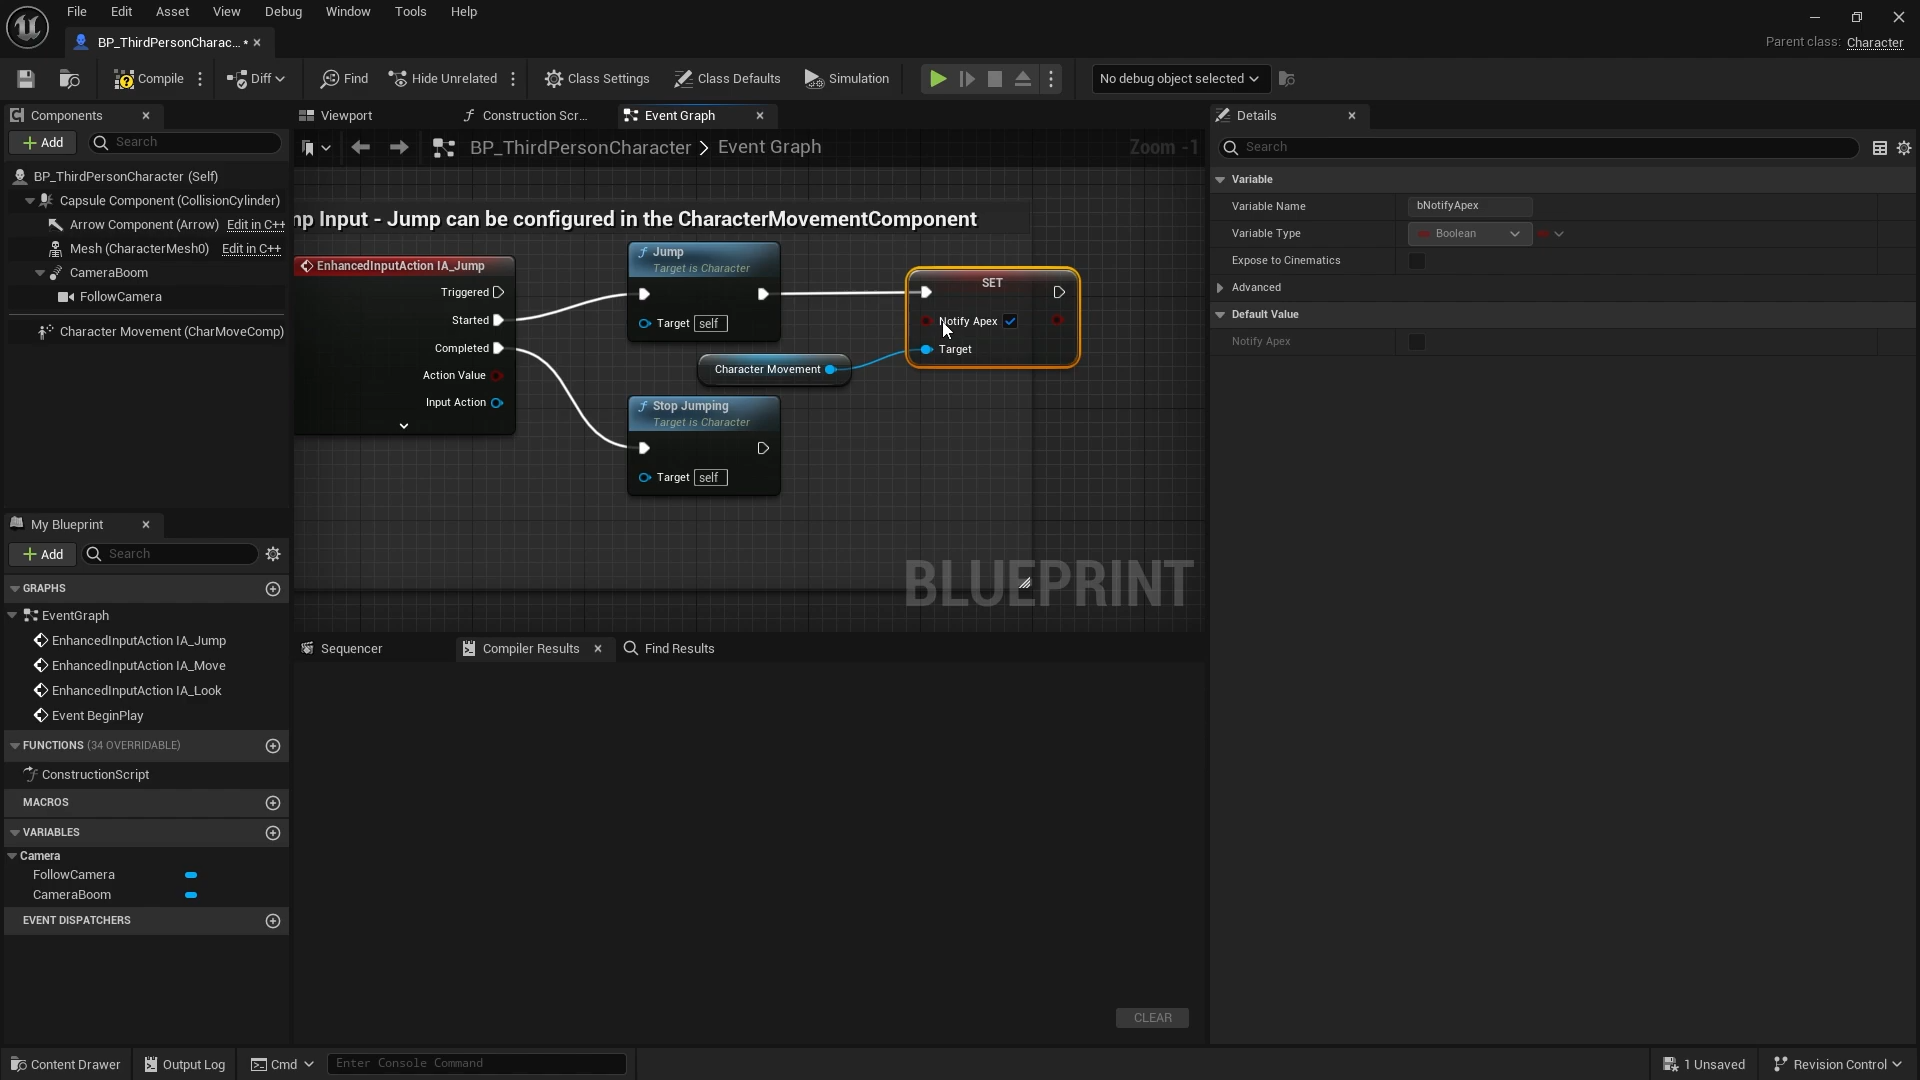 File Edit Asset View Debug Window Tools Help
BP_ThirdPersonCharac... *
Parent class: Character
Compile Diff Find Hide Unrelated Class Settings Class Defaults Simulation No debug object selected
Components
Viewport Construction Scr... Event Graph
Details
Add Search
BP_ThirdPersonCharacter > Event Graph
Zoom -1
Search
BP_ThirdPersonCharacter (Self)
Capsule Component (CollisionCylinder)
Arrow Component (Arrow) Edit in C++
Mesh (CharacterMesh0) Edit in C++
CameraBoom
FollowCamera
Character Movement (CharMoveComp)
mp Input - Jump can be configured in the CharacterMovementComponent
EnhancedInputAction IA_Jump
Triggered
Started
Completed
Action Value
Input Action
Jump
Target is Character
Target self
Character Movement
Stop Jumping
Target is Character
Target self
SET
Notify Apex
Target
BLUEPRINT
Variable
Variable Name bNotifyApex
Variable Type Boolean
Expose to Cinematics
Advanced
Default Value
Notify Apex
My Blueprint
Add Search
GRAPHS
EventGraph
EnhancedInputAction IA_Jump
EnhancedInputAction IA_Move
EnhancedInputAction IA_Look
Event BeginPlay
FUNCTIONS (34 OVERRIDABLE)
ConstructionScript
MACROS
VARIABLES
Camera
FollowCamera
CameraBoom
EVENT DISPATCHERS
Sequencer Compiler Results Find Results
CLEAR
Content Drawer Output Log Cmd Enter Console Command 1 Unsaved Revision Control